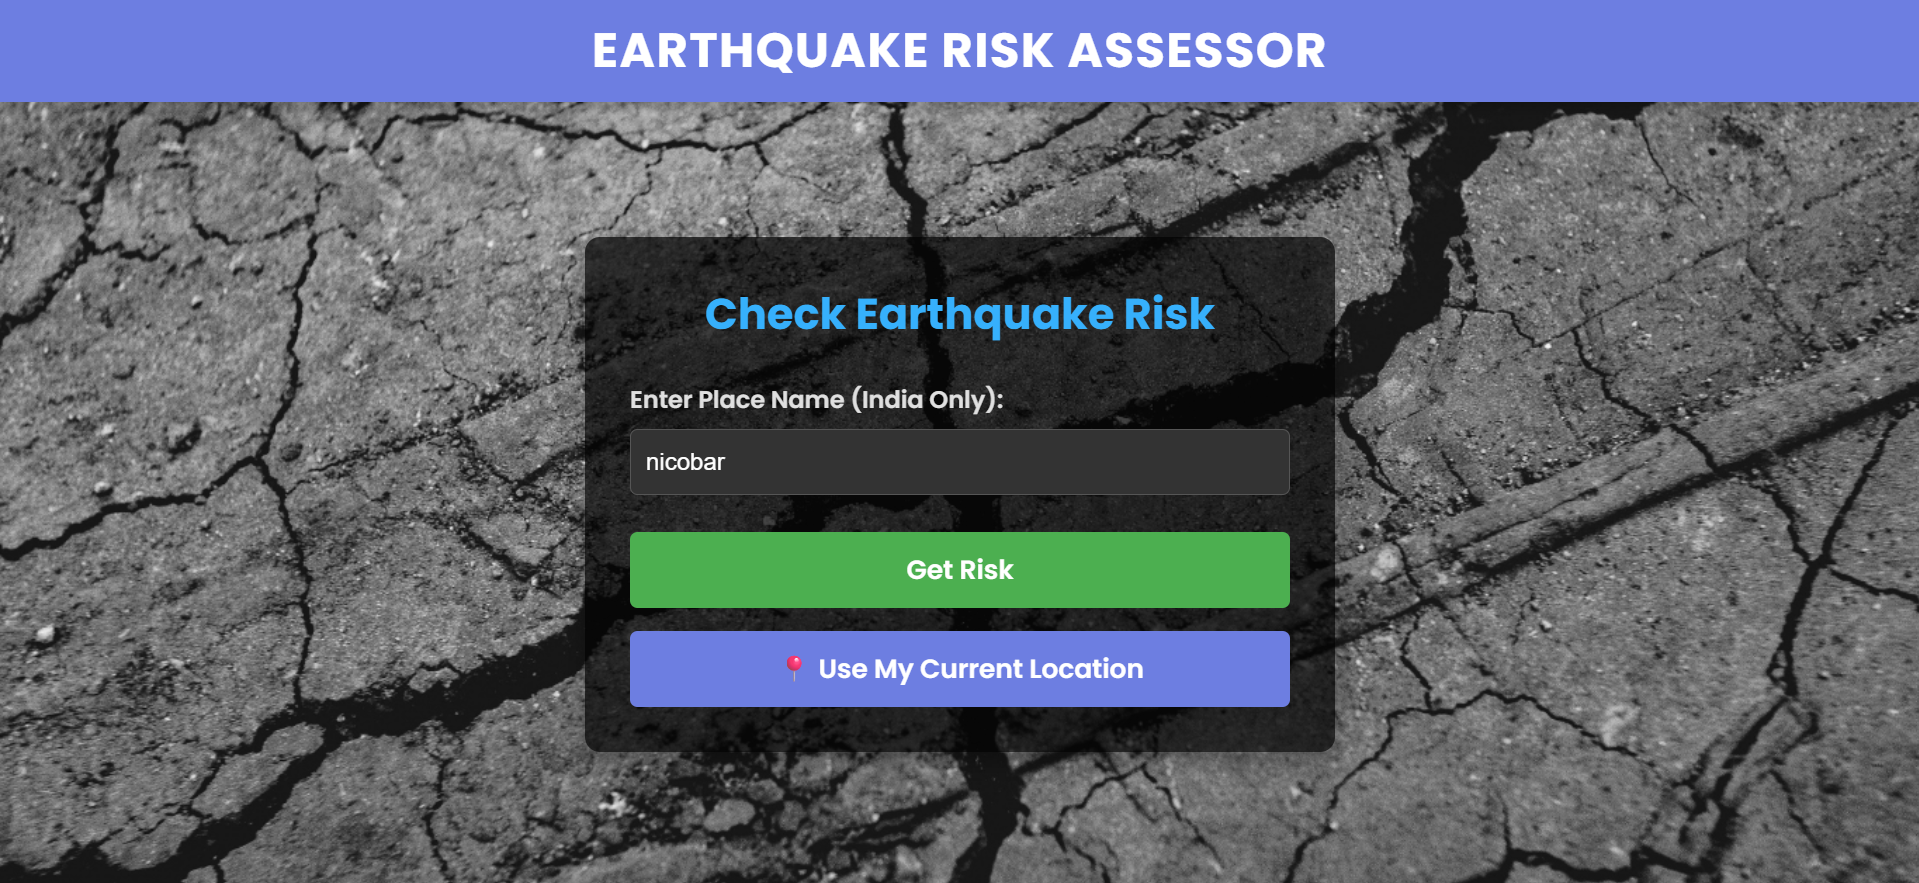 EARTHQUAKE RISK ASSESSOR
Check Earthquake Risk
Enter Place Name (India Only):
nicobar
Get Risk
📍 Use My Current Location